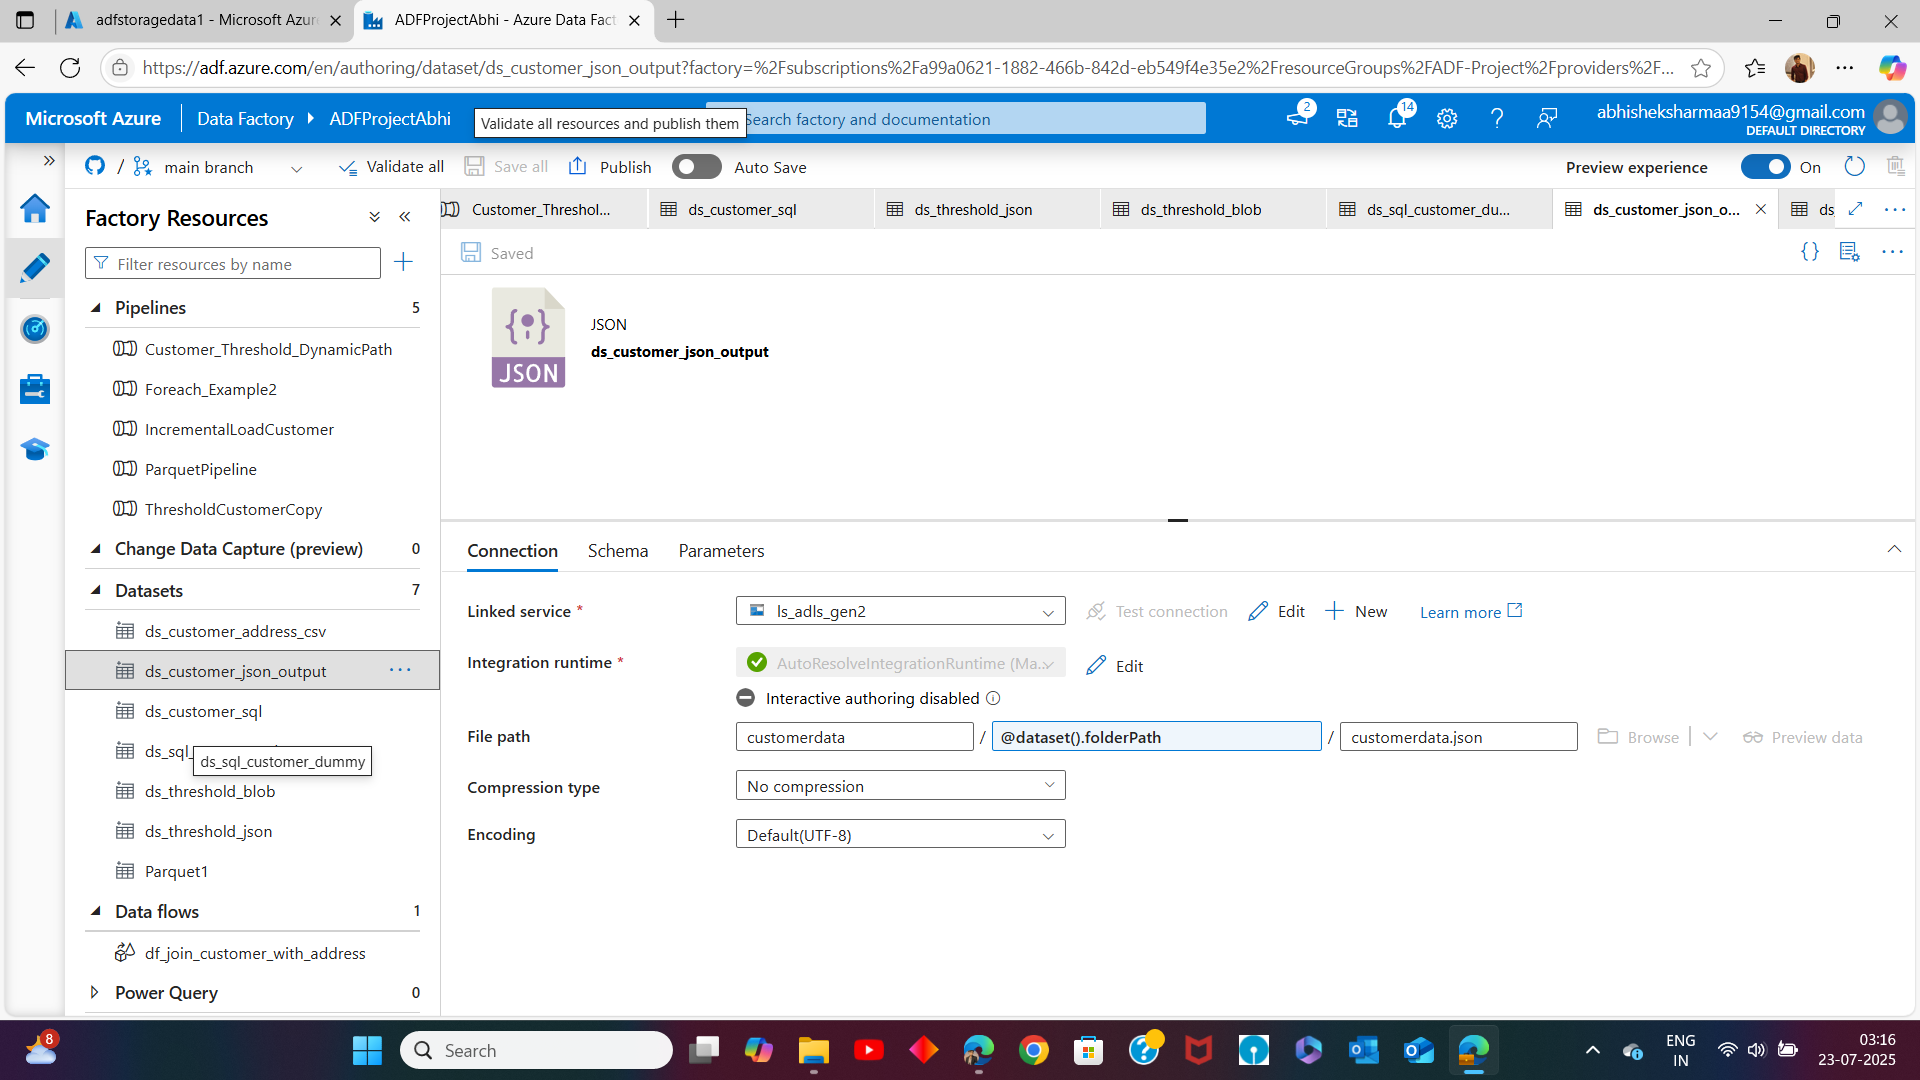 adfstoragedata1 - Microsoft Azur
ADFProjectAbhi - Azure Data Fact
https://adf.azure.com/en/authoring/dataset/ds_customer_json_output?factory=%2Fsubscriptions%2Fa99a0621-1882-466b-842d-eb549f4e35e2%2FresourceGroups%2FADF-Project%2Fproviders%2F...
Microsoft Azure
Data Factory
ADFProjectAbhi
Validate all resources and publish them
Search factory and documentation
2
14
abhisheksharmaa9154@gmail.com
DEFAULT DIRECTORY
/
main branch
Validate all
Save all
Publish
Auto Save
Preview experience
On
Factory Resources
Filter resources by name
Pipelines 5
Customer_Threshold_DynamicPath
Foreach_Example2
IncrementalLoadCustomer
ParquetPipeline
ThresholdCustomerCopy
Change Data Capture (preview) 0
Datasets 7
ds_customer_address_csv
ds_customer_json_output
ds_customer_sql
ds_sql_
ds_sql_customer_dummy
ds_threshold_blob
ds_threshold_json
Parquet1
Data flows 1
df_join_customer_with_address
Power Query 0
Customer_Threshol...
ds_customer_sql
ds_threshold_json
ds_threshold_blob
ds_sql_customer_du...
ds_customer_json_o...
ds
Saved
{}
JSON
JSON
ds_customer_json_output
Connection
Schema
Parameters
Linked service *
ls_adls_gen2
Test connection
Edit
New
Learn more
Integration runtime *
AutoResolveIntegrationRuntime (Ma...
Edit
Interactive authoring disabled
File path
customerdata
/
@dataset().folderPath
/
customerdata.json
Browse
Preview data
Compression type
No compression
Encoding
Default(UTF-8)
8
Search
ENG
IN
03:16
23-07-2025